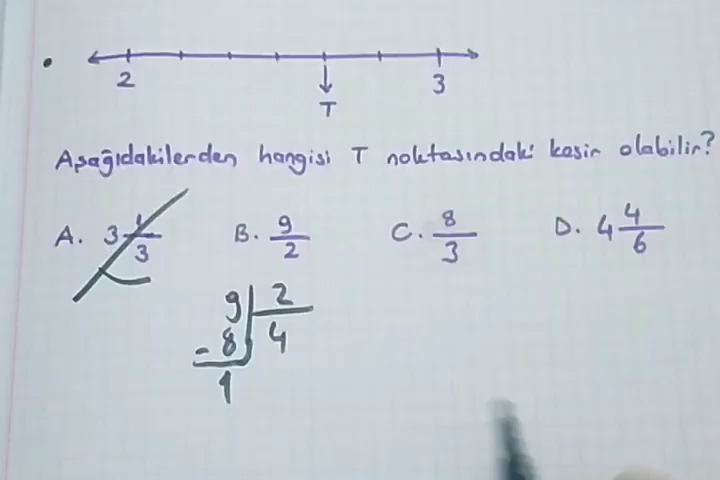 2 3
T
Aşağıdakilerden hangisi T noktasındaki kesir olabilir?
A. 3 1/3 B. 9/2 C. 8/3 D. 4 4/6
9 2
- 8 4
1